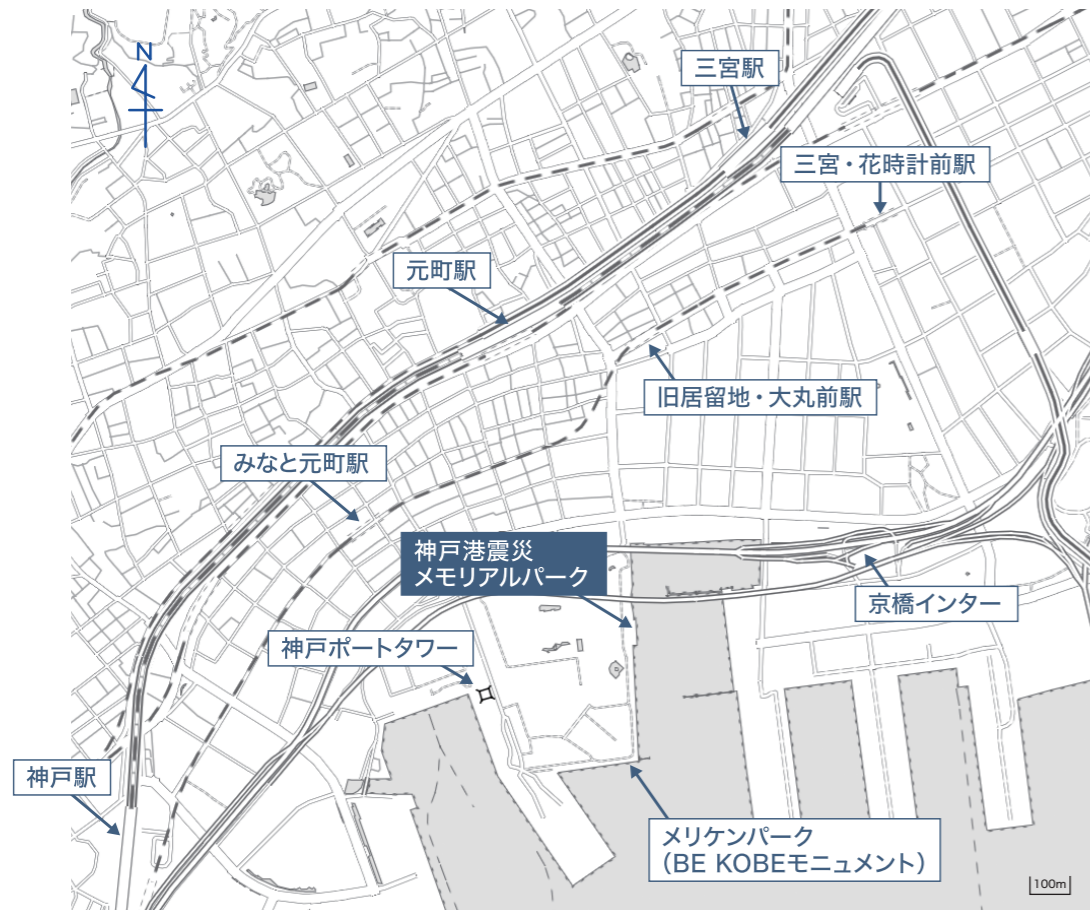 N
三宮駅
三宮・花時計前駅
元町駅
旧居留地・大丸前駅
みなと元町駅
神戸港震災
メモリアルパーク
京橋インター
神戸ポートタワー
神戸駅
メリケンパーク
（BE KOBEモニュメント）
100m